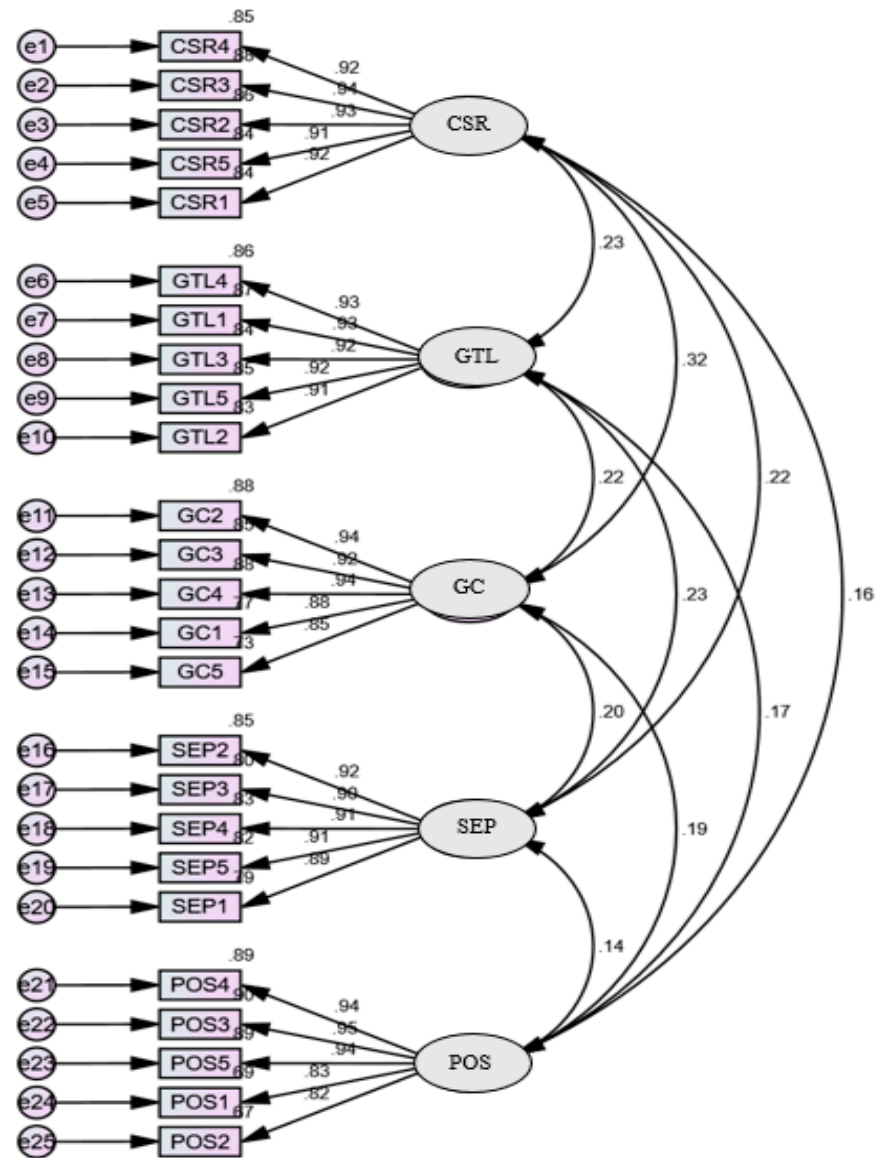 .85
e1 CSR4 .92
.88
e2 CSR3 .94
.86
e3 CSR2 .93
CSR
.84
e4 CSR5 .91
.84
e5 CSR1 .92
.23
.86
e6 GTL4 .93
.87
e7 GTL1 .93
.84
e8 GTL3 .92
GTL
.32
.85
e9 GTL5 .92
.83
e10 GTL2 .91
.22 .22
.88
e11 GC2 .94
.85
e12 GC3 .92
.88
e13 GC4 .94
GC
.23 .16
.77
e14 GC1 .88
.73
e15 GC5 .85
.20 .17
.85
e16 SEP2 .92
.80
e17 SEP3 .90
.83
e18 SEP4 .91
SEP
.19
.82
e19 SEP5 .91
.79
e20 SEP1 .89
.14
.89
e21 POS4 .94
.90
e22 POS3 .95
.89
e23 POS5 .94
POS
.69
e24 POS1 .83
.67
e25 POS2 .82